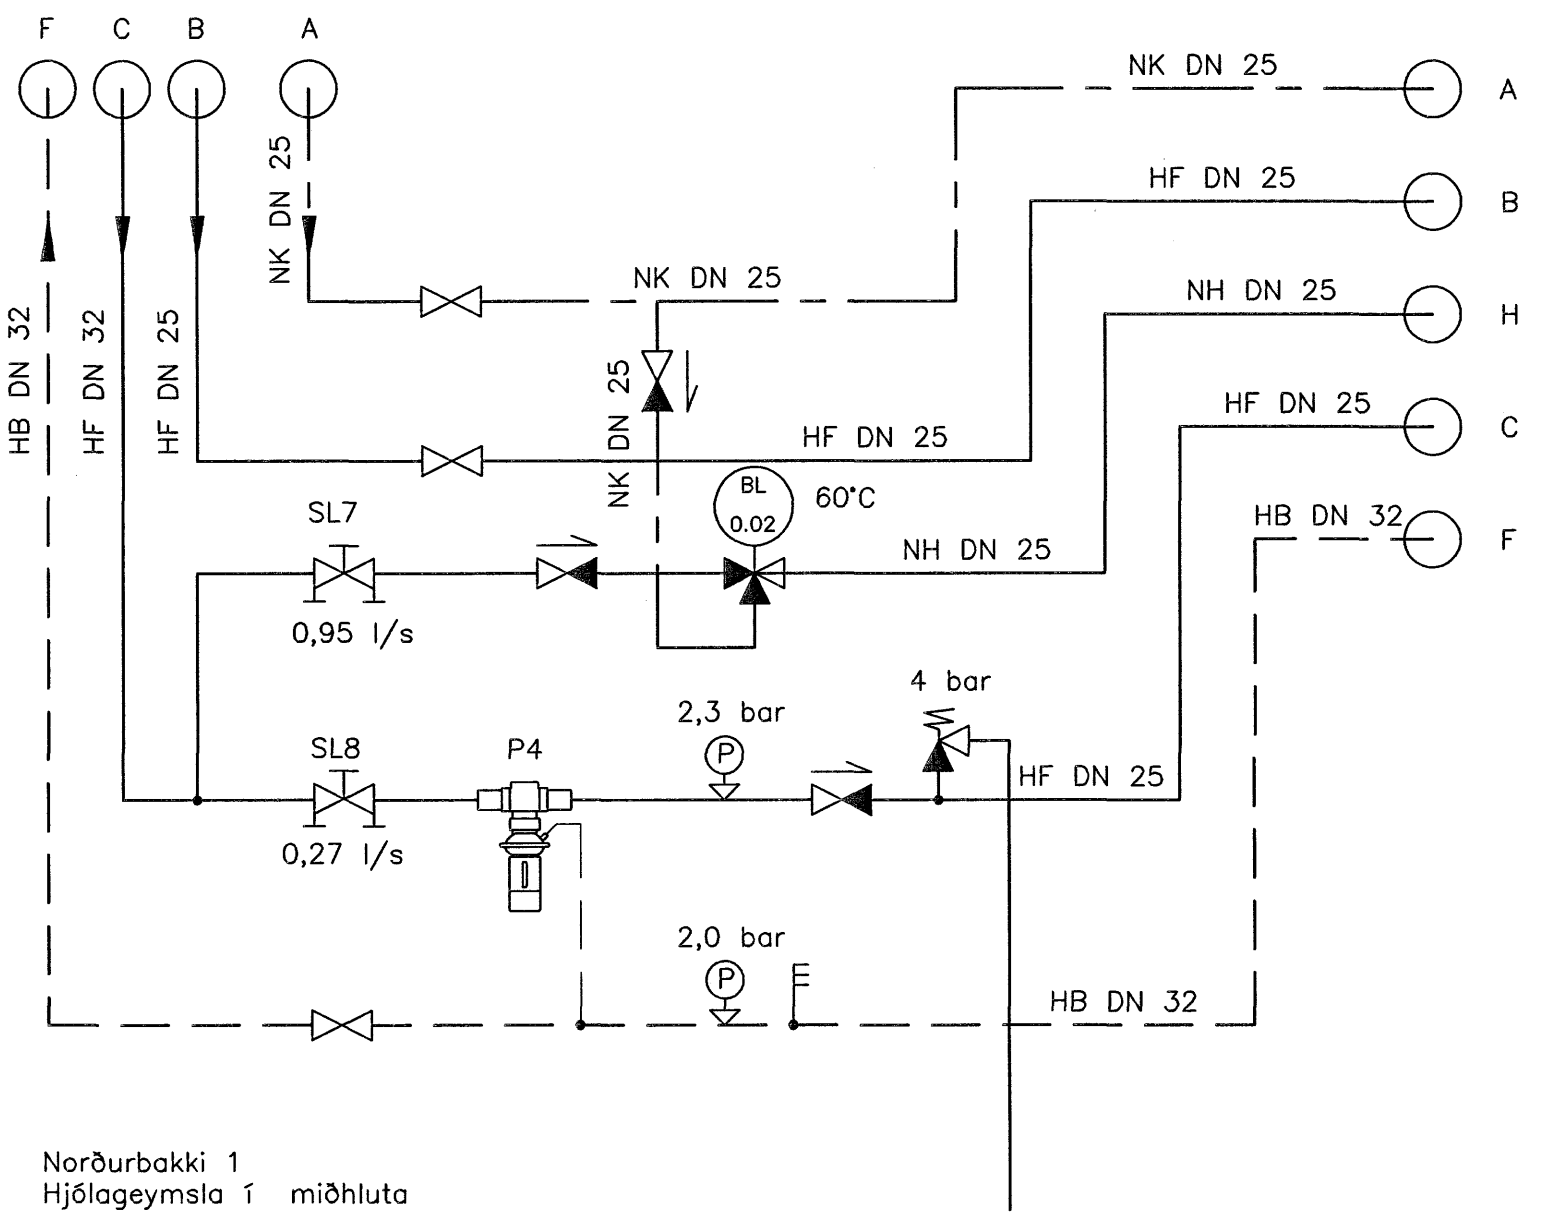 F C B A
NK DN 25
A
HF DN 25
B
NK DN 25
NK DN 25
NH DN 25
H
HB DN 32
HF DN 32
HF DN 25
NK DN 25
HF DN 25
C
HF DN 25
BL
0.02
60°C
SL7
HB DN 32
F
NH DN 25
0,95 l/s
4 bar
2,3 bar
SL8
P4
P
HF DN 25
0,27 l/s
2,0 bar
P
HB DN 32
Norðurbakki 1
Hjólageymsla í miðhluta